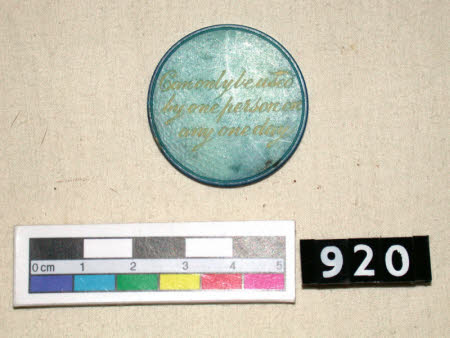 Can only be used
by one person on
any one day
0 cm 1 2 3 4 5
920